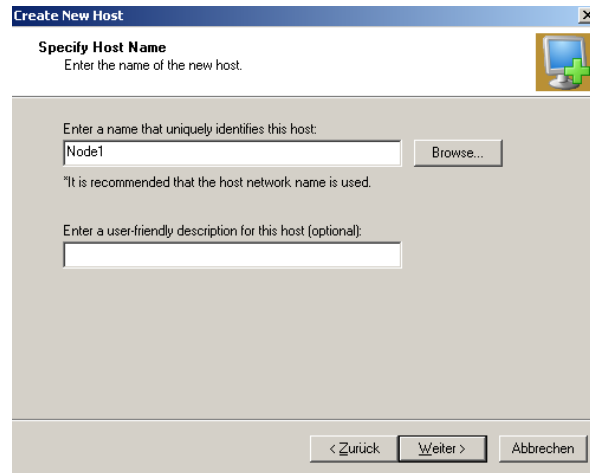 Create New Host
Specify Host Name
Enter the name of the new host.
Enter a name that uniquely identifies this host:
Node1
Browse...
*It is recommended that the host network name is used.
Enter a user-friendly description for this host (optional):
< Zurück
Weiter >
Abbrechen